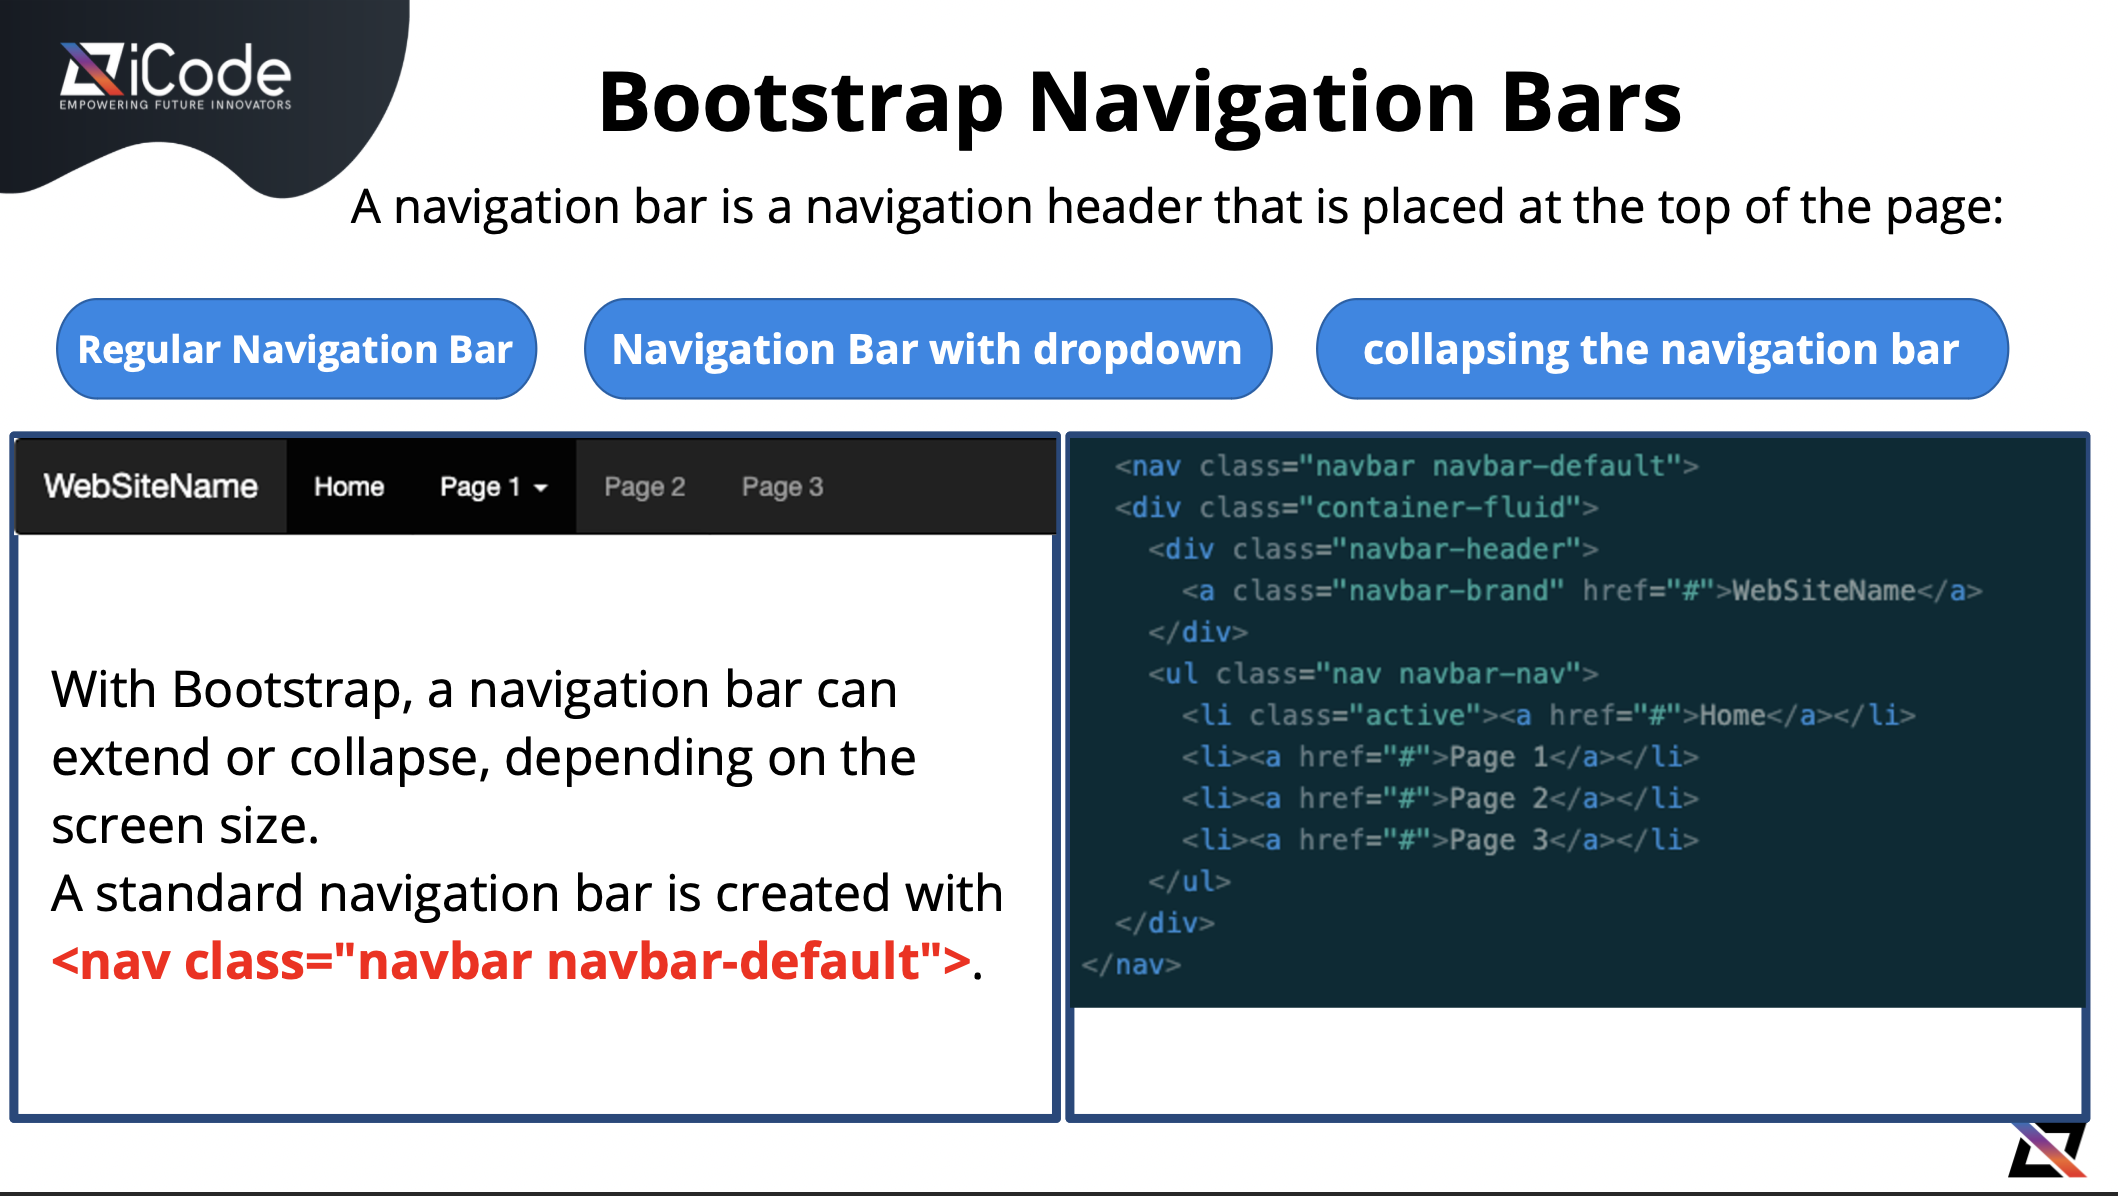 iCode
EMPOWERING FUTURE INNOVATORS
Bootstrap Navigation Bars
A navigation bar is a navigation header that is placed at the top of the page:
Regular Navigation Bar
Navigation Bar with dropdown
collapsing the navigation bar
WebSiteName Home Page 1 Page 2 Page 3
With Bootstrap, a navigation bar can
extend or collapse, depending on the
screen size.
A standard navigation bar is created with
<nav class="navbar navbar-default">.
<nav class="navbar navbar-default">
<div class="container-fluid">
<div class="navbar-header">
<a class="navbar-brand" href="#">WebSiteName</a>
</div>
<ul class="nav navbar-nav">
<li class="active"><a href="#">Home</a></li>
<li><a href="#">Page 1</a></li>
<li><a href="#">Page 2</a></li>
<li><a href="#">Page 3</a></li>
</ul>
</div>
</nav>